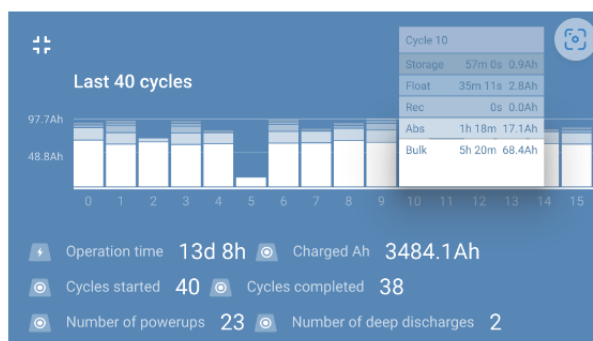 Cycle 10
Storage 57m 0s 0.9Ah
Float 35m 11s 2.8Ah
Rec 0s 0.0Ah
Abs 1h 18m 17.1Ah
Bulk 5h 20m 68.4Ah
Last 40 cycles
97.7Ah
48.8Ah
0 1 2 3 4 5 6 7 8 9 10 11 12 13 14 15
Operation time 13d 8h Charged Ah 3484.1Ah
Cycles started 40 Cycles completed 38
Number of powerups 23 Number of deep discharges 2